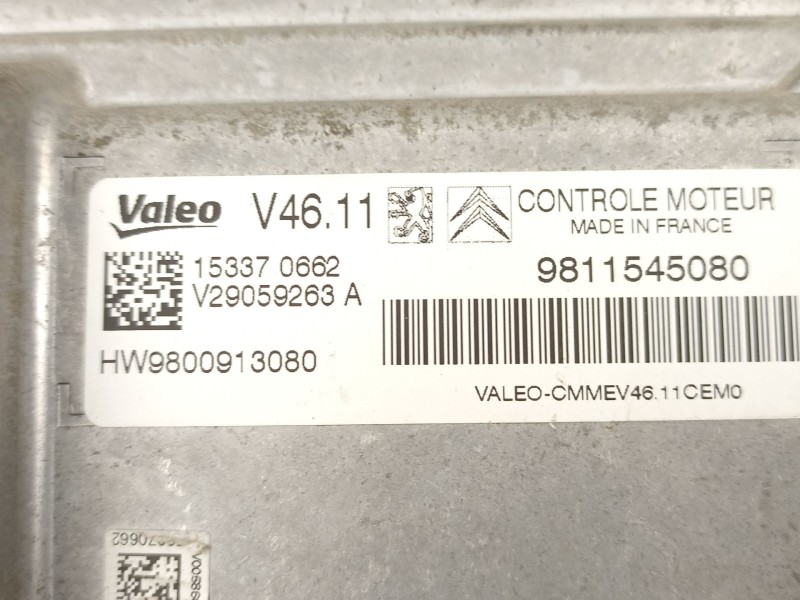 Valeo V46.11 CONTROLE MOTEUR
MADE IN FRANCE
15337 0662
V29059263 A
9811545080
HW9800913080
VALEO-CMMEV46.11CEM0